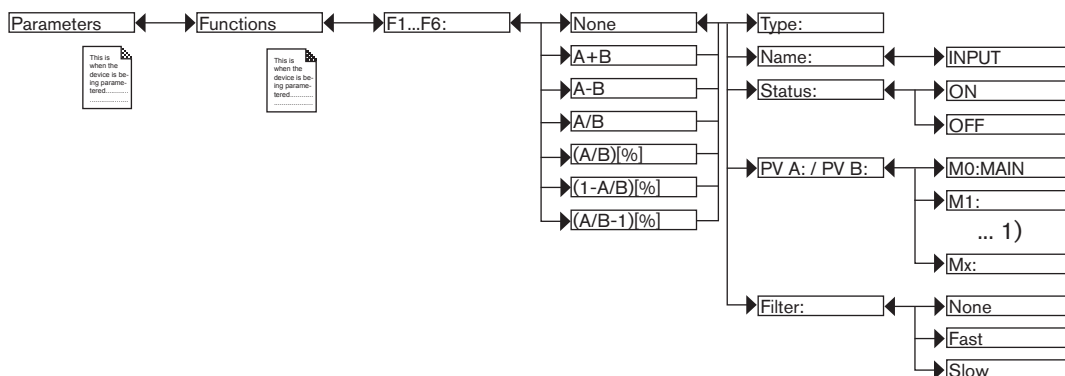 Parameters
Functions
F1...F6:
None
Type:
A+B
Name:
INPUT
A-B
Status:
ON
A/B
OFF
(A/B)[%]
PV A: / PV B:
M0:MAIN
(1-A/B)[%]
M1:
(A/B-1)[%]
... 1)
Mx:
Filter:
None
Fast
Slow
This is
when the
device is be-
ing parame-
tered...........
...................
This is
when the
device is be-
ing parame-
tered...........
...................